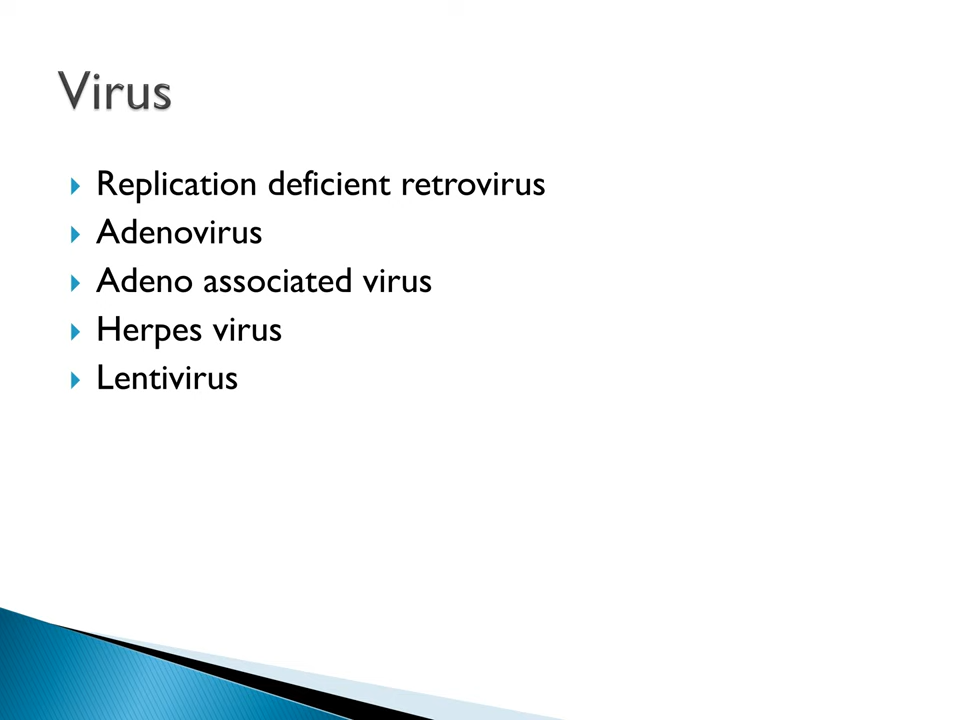 Virus
Replication deficient retrovirus
Adenovirus
Adeno associated virus
Herpes virus
Lentivirus